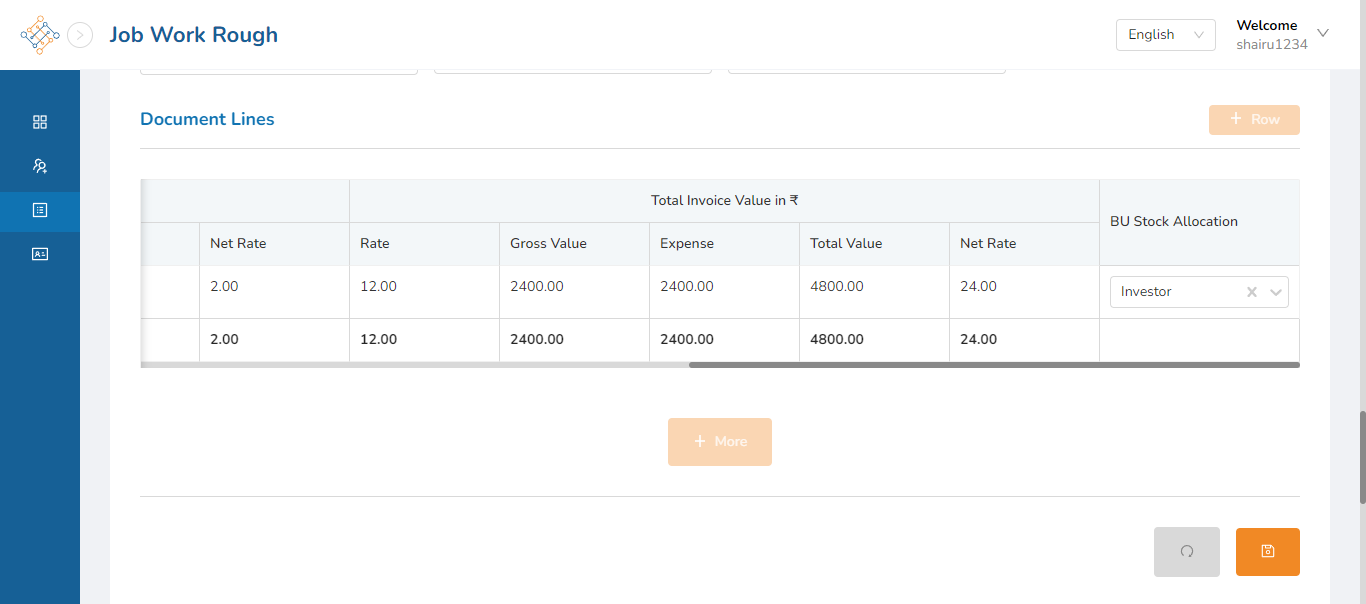 Job Work Rough
English
Welcome
shairu1234
Document Lines
+ Row
Total Invoice Value in ₹
BU Stock Allocation
Net Rate
Rate
Gross Value
Expense
Total Value
Net Rate
2.00
12.00
2400.00
2400.00
4800.00
24.00
Investor
2.00
12.00
2400.00
2400.00
4800.00
24.00
+ More